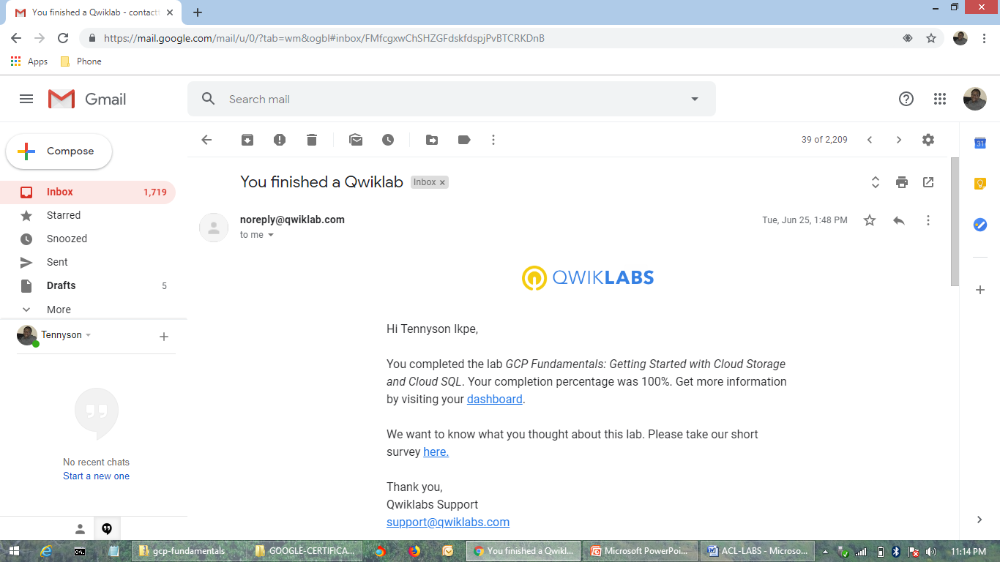 You finished a Qwiklab - contact
https://mail.google.com/mail/u/0/?tab=wm&ogbl#inbox/FMfcgxwChSHZGFdskfdspjPvBTCRKDnB
Apps
Phone
Gmail
Search mail
Compose
39 of 2,209
31
Inbox 1,719
Starred
Snoozed
Sent
Drafts 5
More
Tennyson
No recent chats
Start a new one
You finished a Qwiklab Inbox x
noreply@qwiklab.com
Tue, Jun 25, 1:48 PM
to me
QWIKLABS
Hi Tennyson Ikpe,
You completed the lab GCP Fundamentals: Getting Started with Cloud Storage
and Cloud SQL. Your completion percentage was 100%. Get more information
by visiting your dashboard.
We want to know what you thought about this lab. Please take our short
survey here.
Thank you,
Qwiklabs Support
support@qwiklabs.com
gcp-fundamentals
GOOGLE-CERTIFICA...
You finished a Qwikl...
Microsoft PowerPoi...
ACL-LABS - Microso...
11:14 PM